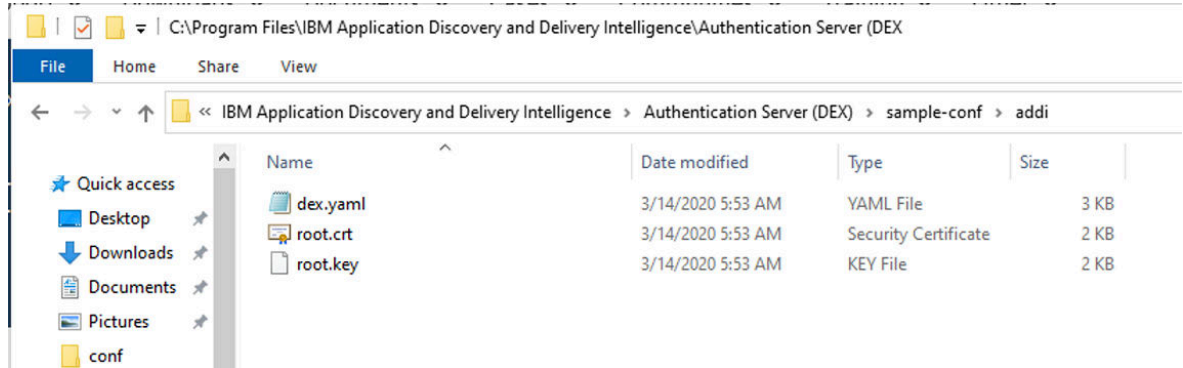 C:\Program Files\IBM Application Discovery and Delivery Intelligence\Authentication Server (DEX
File Home Share View
« IBM Application Discovery and Delivery Intelligence > Authentication Server (DEX) > sample-conf > addi
Name Date modified Type Size
Quick access
dex.yaml 3/14/2020 5:53 AM YAML File 3 KB
Desktop
root.crt 3/14/2020 5:53 AM Security Certificate 2 KB
Downloads
root.key 3/14/2020 5:53 AM KEY File 2 KB
Documents
Pictures
conf